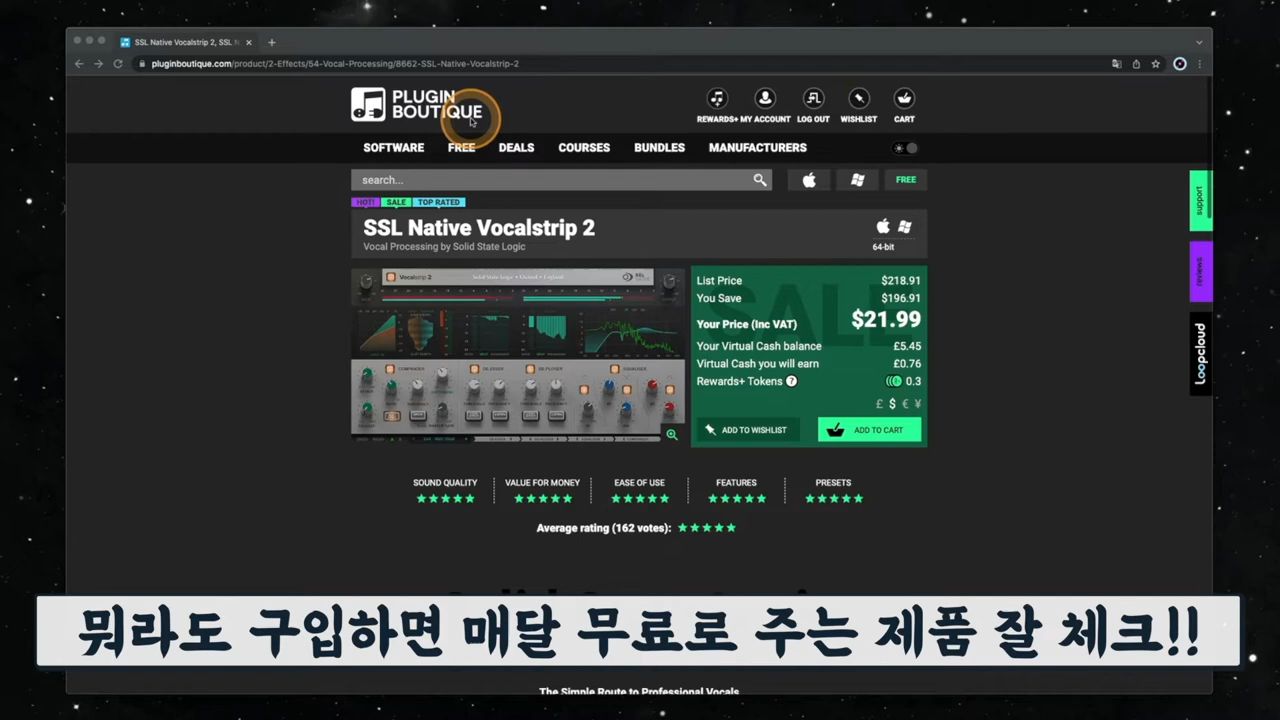 SSL Native Vocalstrip 2, SSL N
pluginboutique.com/product/2-Effects/54-Vocal-Processing/8662-SSL-Native-Vocalstrip-2
PLUGIN
BOUTIQUE
REWARDS+ MY ACCOUNT LOG OUT WISHLIST CART
SOFTWARE FREE DEALS COURSES BUNDLES MANUFACTURERS
search...
FREE
HOT! SALE TOP RATED
SSL Native Vocalstrip 2
Vocal Processing by Solid State Logic
64-bit
Vocalstrip 2
SALE
List Price $218.91
You Save $196.91
Your Price (Inc VAT) $21.99
Your Virtual Cash balance £5.45
Virtual Cash you will earn £0.76
Rewards+ Tokens ? 0.3
£ $ € ¥
ADD TO WISHLIST ADD TO CART
support
reviews
Loopcloud
SOUND QUALITY VALUE FOR MONEY EASE OF USE FEATURES PRESETS
Average rating (162 votes):
뭐라도 구입하면 매달 무료로 주는 제품 잘 체크!!
The Simple Route to Professional Vocals